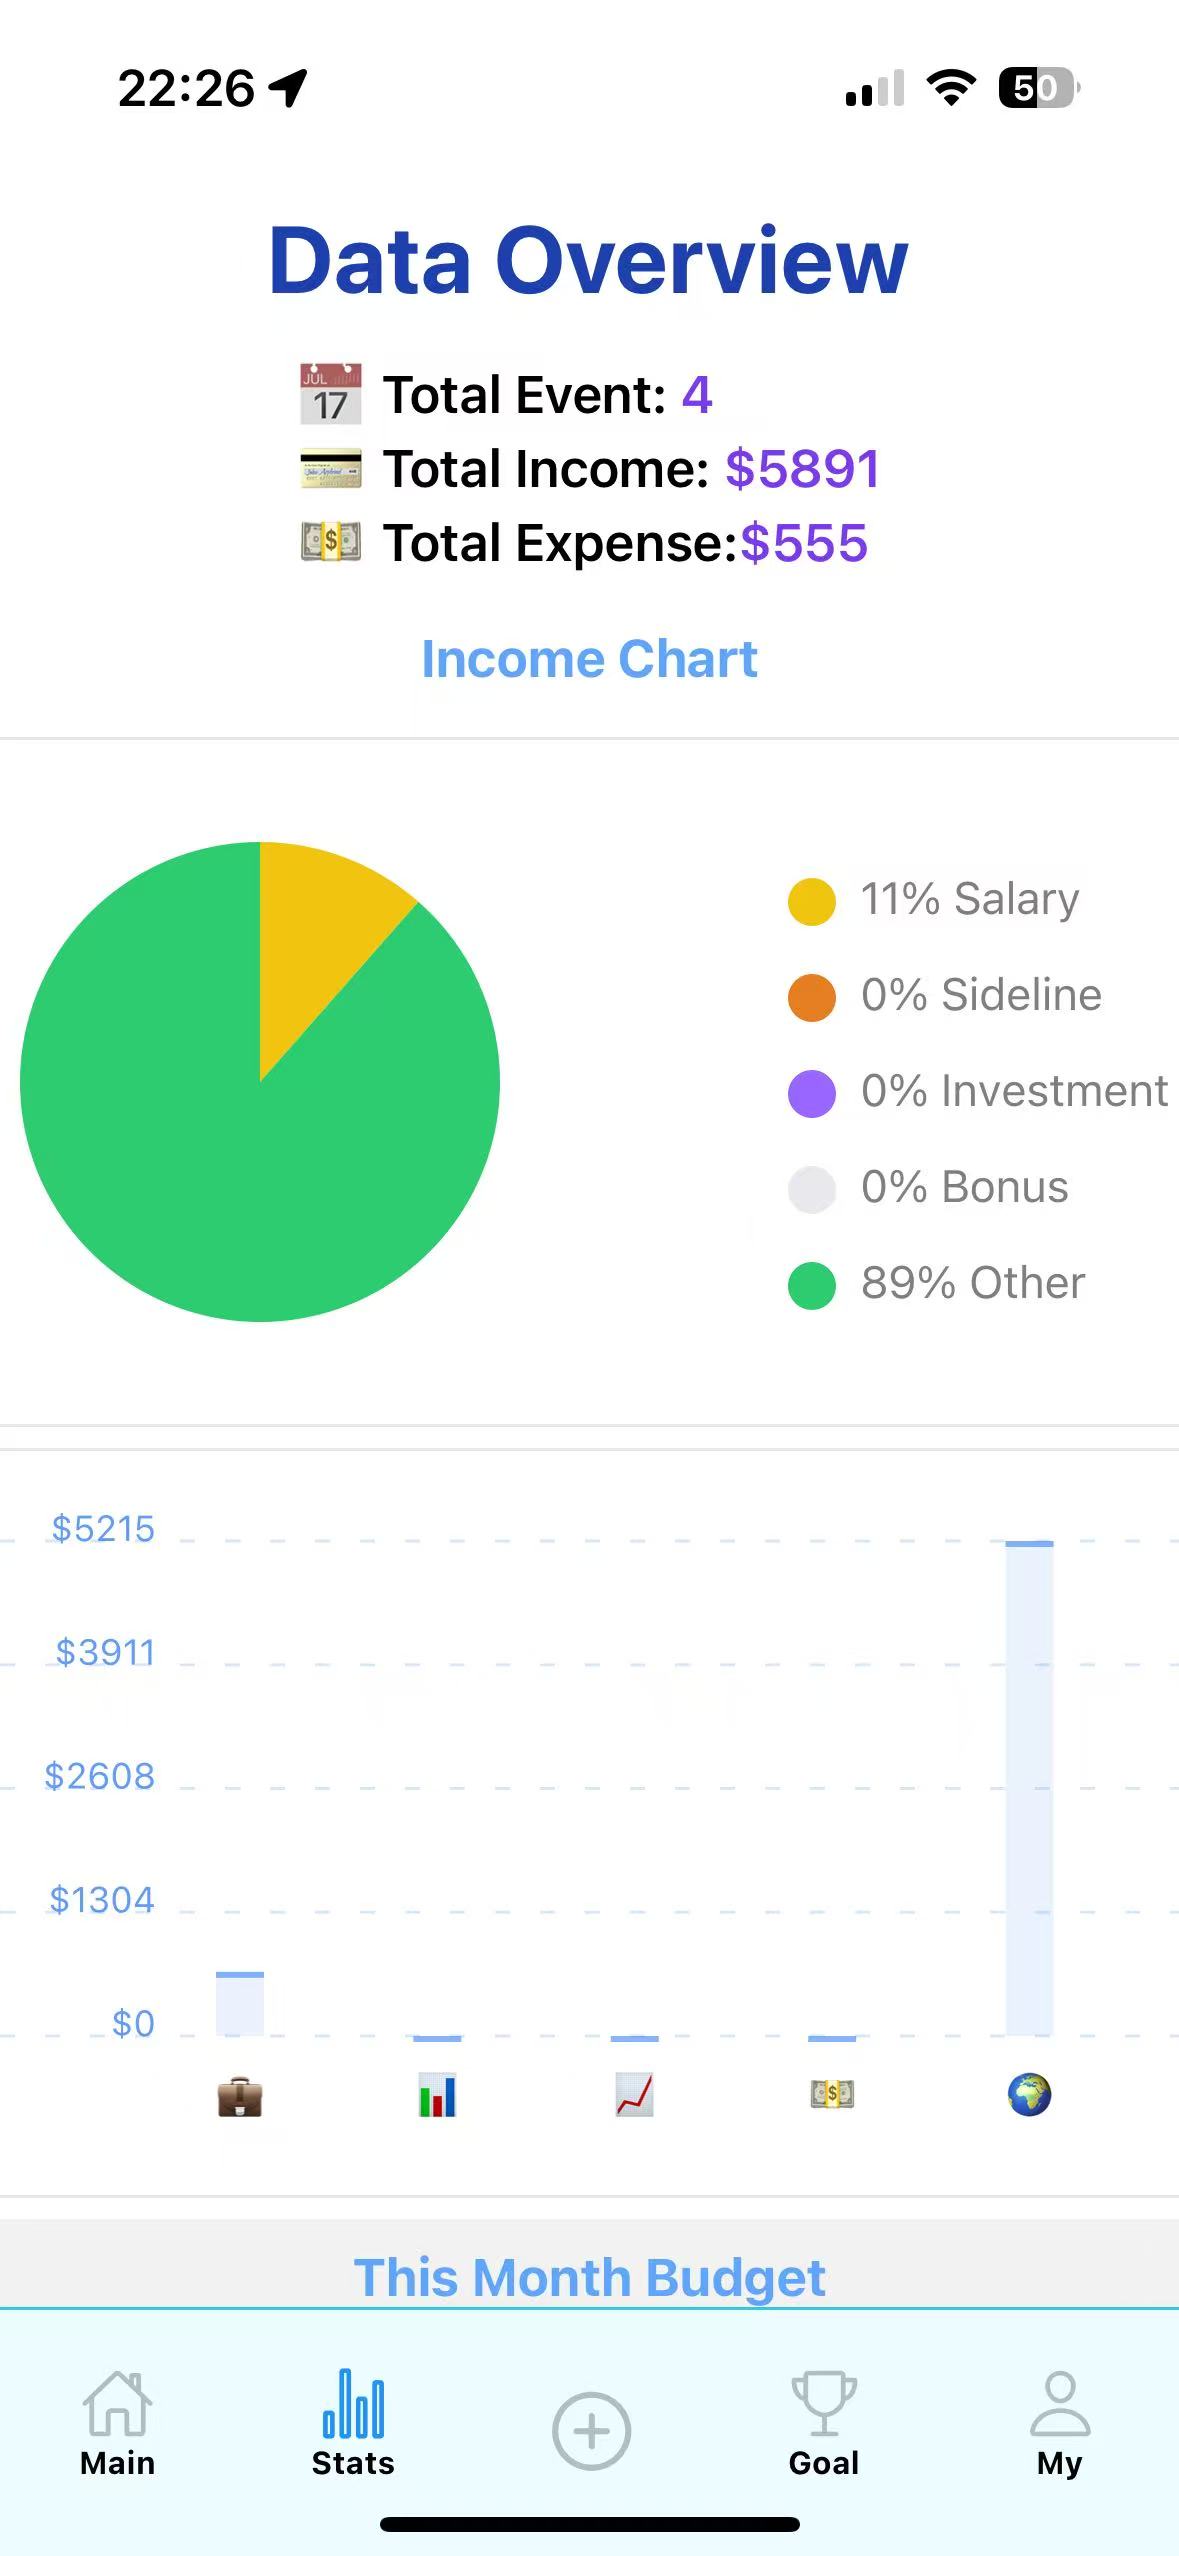 22:26
50
Data Overview
Total Event: 4
Total Income: $5891
Total Expense:$555
Income Chart
11% Salary
0% Sideline
0% Investment
0% Bonus
89% Other
$5215
$3911
$2608
$1304
$0
This Month Budget
Main
Stats
Goal
My